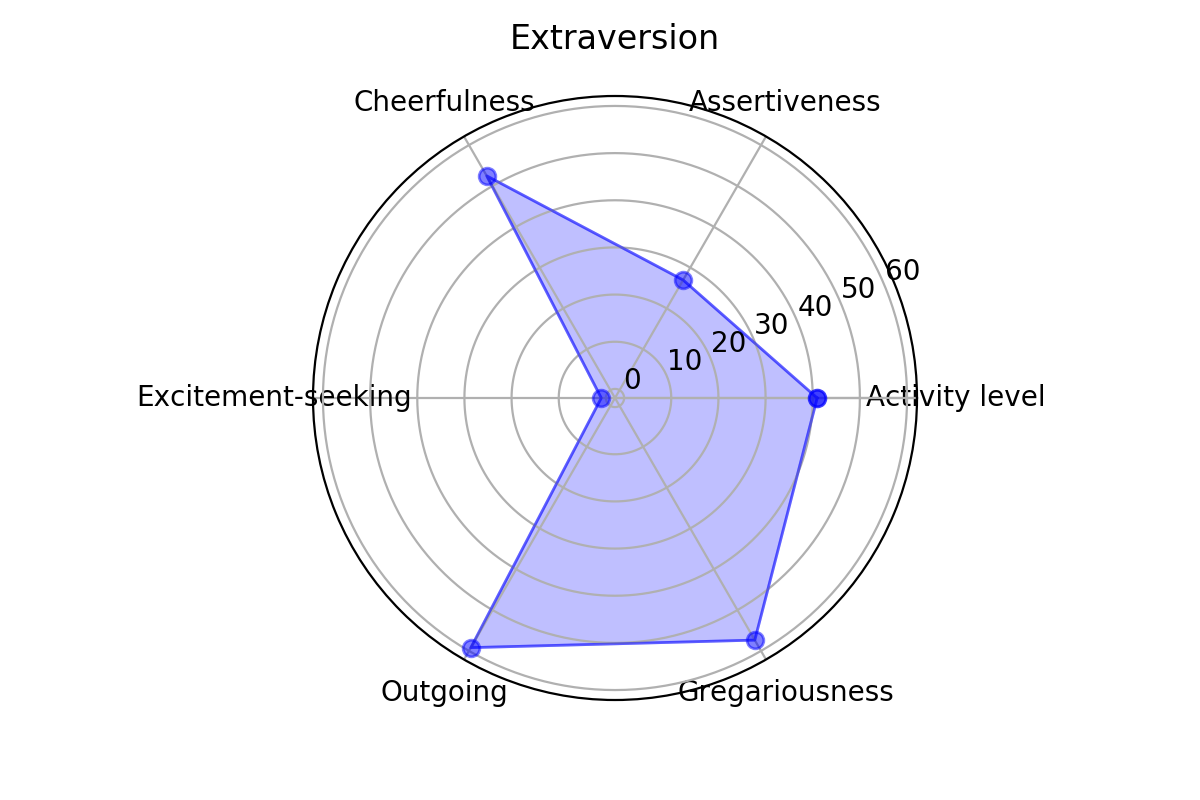 Extraversion
Cheerfulness
Assertiveness
60
50
40
30
20
10
0
Excitement-seeking
Activity level
Outgoing
Gregariousness